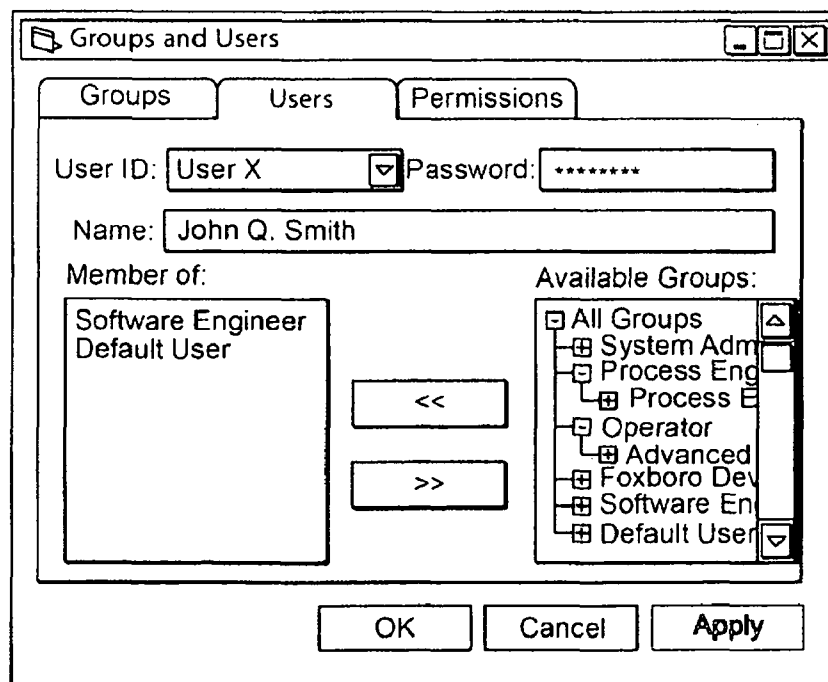 Groups and Users
Groups Users Permissions
User ID: User X Password: ********
Name: John Q. Smith
Member of: Available Groups:
Software Engineer
Default User
<<
>>
All Groups
System Adm
Process Eng
Process E
Operator
Advanced
Foxboro Dev
Software En
Default User
OK Cancel Apply